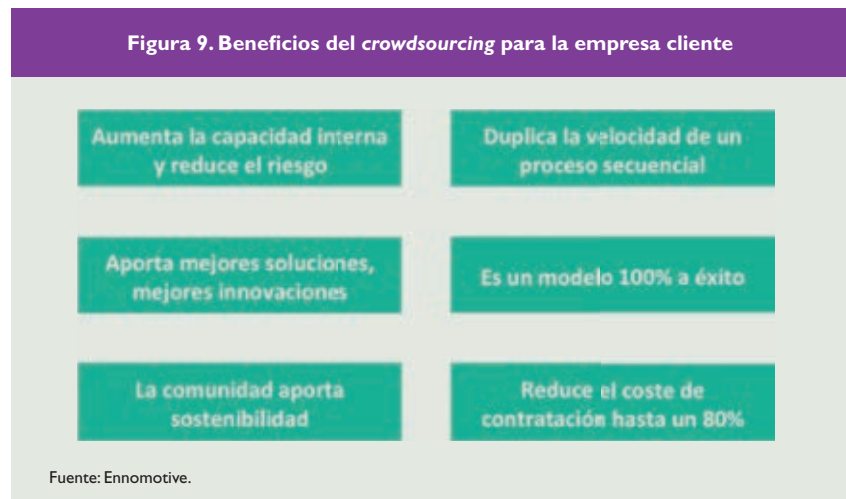 Figura 9. Beneficios del crowdsourcing para la empresa cliente
Aumenta la capacidad interna
y reduce el riesgo
Duplica la velocidad de un
proceso secuencial
Aporta mejores soluciones,
mejores innovaciones
Es un modelo 100% a éxito
La comunidad aporta
sostenibilidad
Reduce el coste de
contratación hasta un 80%
Fuente: Ennomotive.